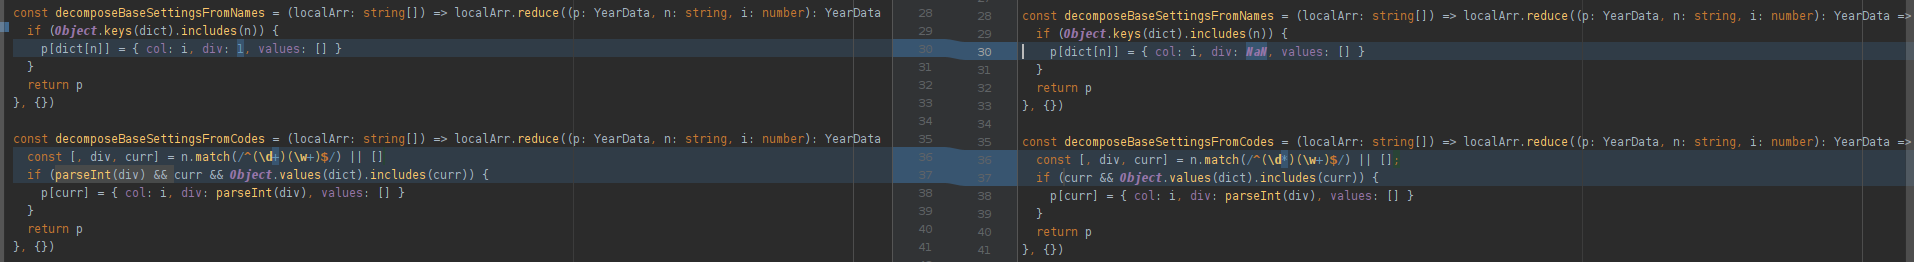 const decomposeBaseSettingsFromNames = (localArr: string[]) => localArr.reduce((p: YearData, n: string, i: number): YearData
if (Object.keys(dict).includes(n)) {
p[dict[n]] = { col: i, div: i, values: [] }
}
return p
}, {})
const decomposeBaseSettingsFromCodes = (localArr: string[]) => localArr.reduce((p: YearData, n: string, i: number): YearData
const [, div, curr] = n.match(/^(\d+)(\w+)$/) || []
if (parseInt(div) && curr && Object.values(dict).includes(curr)) {
p[curr] = { col: i, div: parseInt(div), values: [] }
}
return p
}, {})
28
29
30
31
32
33
34
35
36
37
38
39
40
41
28
29
30
31
32
33
34
35
36
37
38
39
40
41
const decomposeBaseSettingsFromNames = (localArr: string[]) => localArr.reduce((p: YearData, n: string, i: number): YearData =>
if (Object.keys(dict).includes(n)) {
p[dict[n]] = { col: i, div: NaN, values: [] }
}
return p
}, {})
const decomposeBaseSettingsFromCodes = (localArr: string[]) => localArr.reduce((p: YearData, n: string, i: number): YearData =>
const [, div, curr] = n.match(/^(\d*)(\w+)$/) || [];
if (curr && Object.values(dict).includes(curr)) {
p[curr] = { col: i, div: parseInt(div), values: [] }
}
return p
}, {})